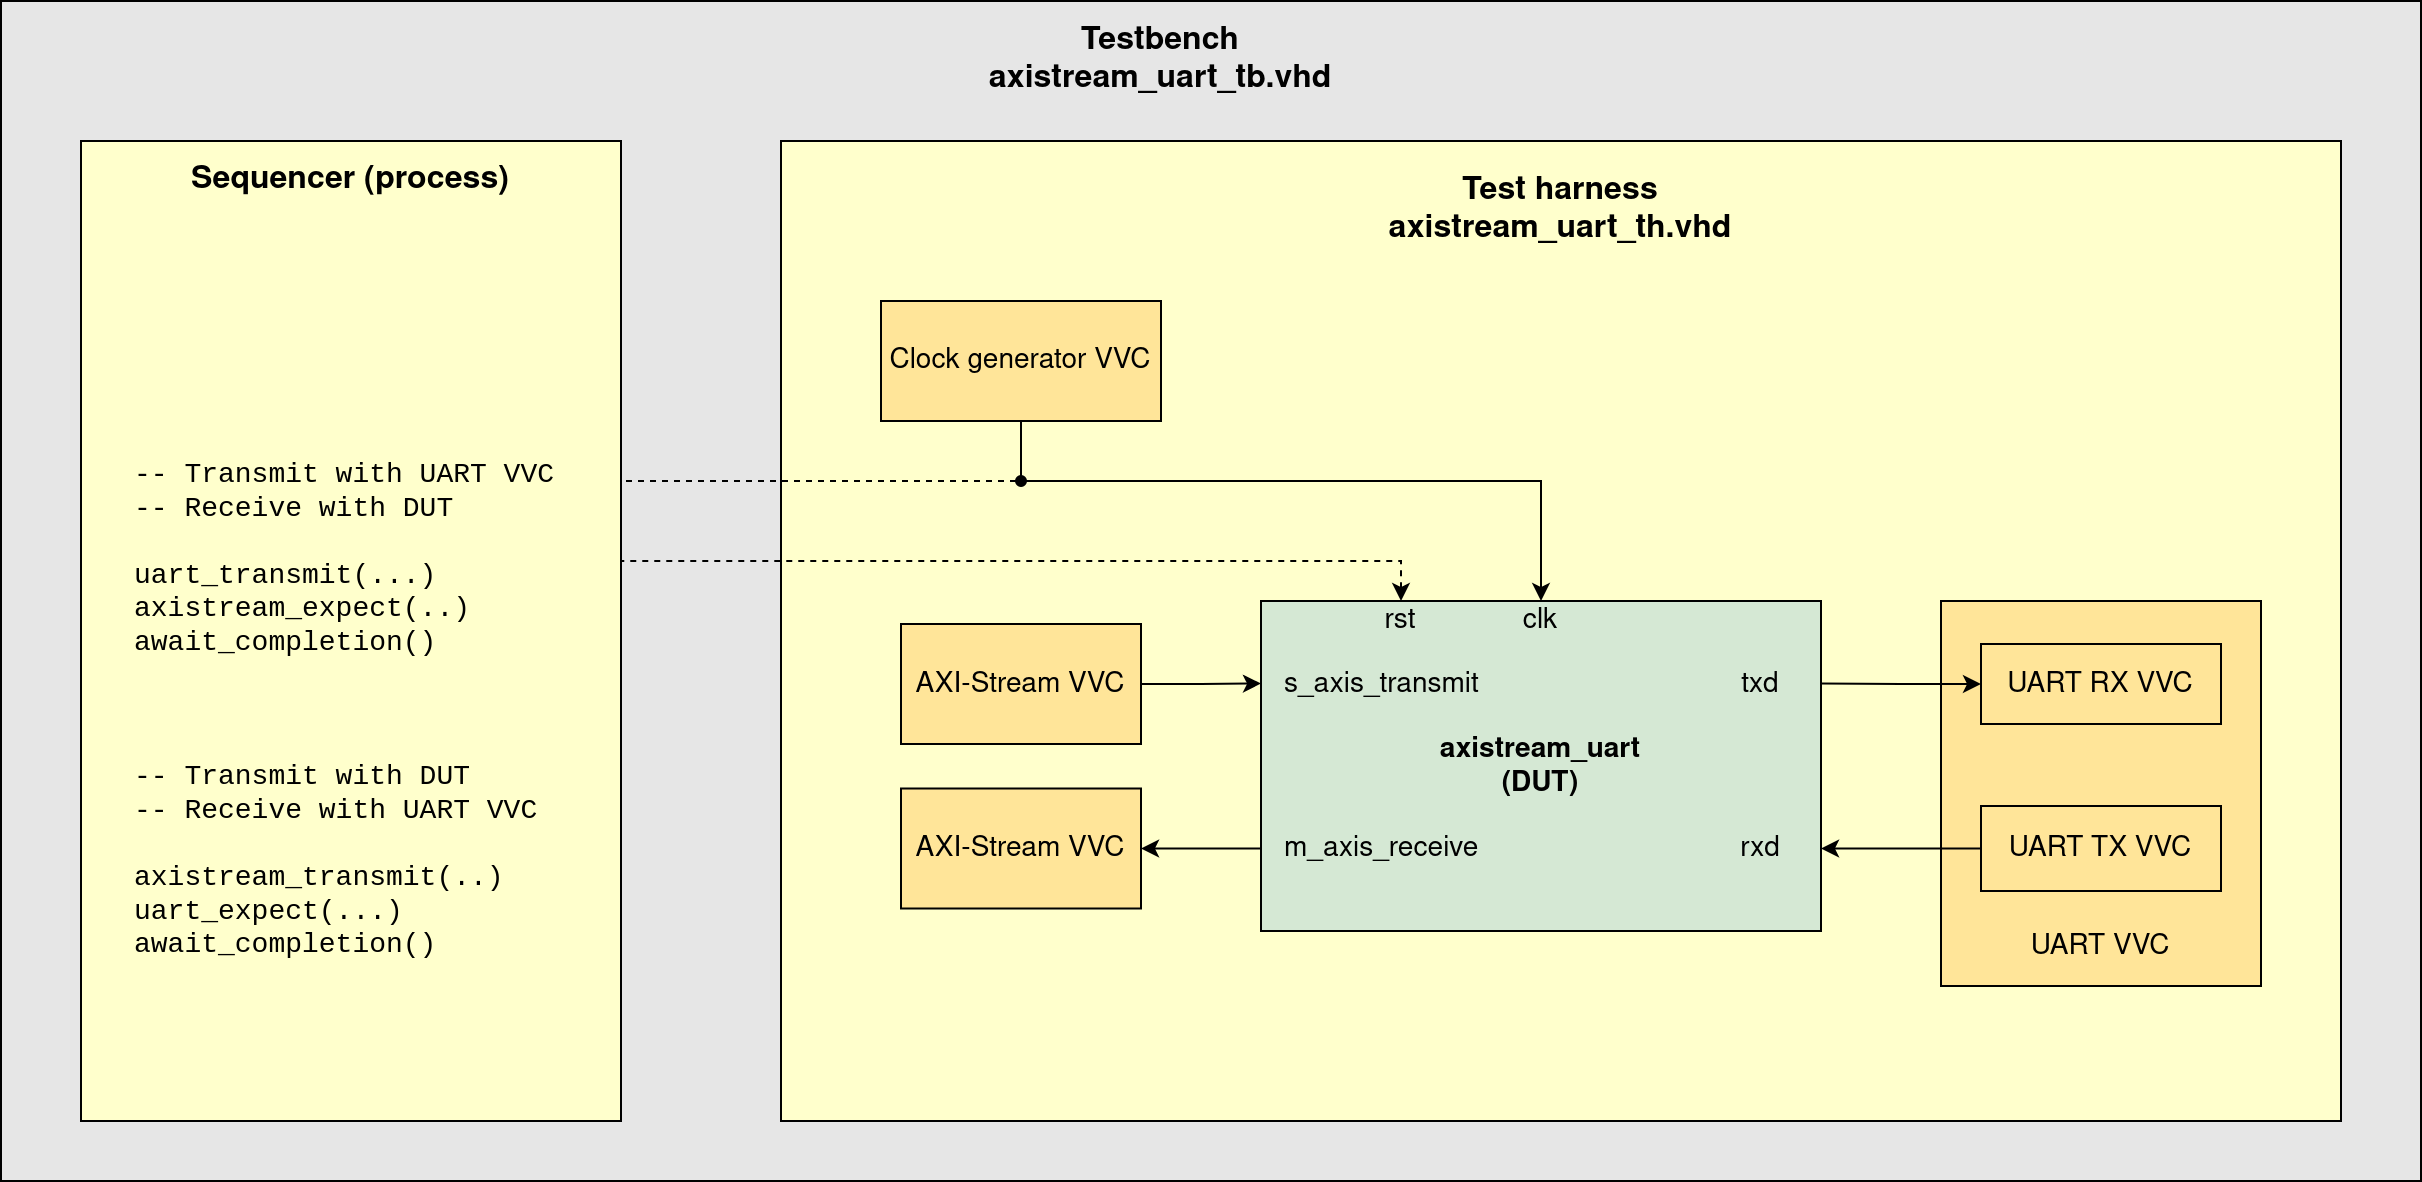 Testbench
axistream_uart_tb.vhd
Sequencer (process)
-- Transmit with UART VVC
-- Receive with DUT
uart_transmit(...)
axistream_expect(..)
await_completion()
-- Transmit with DUT
-- Receive with UART VVC
axistream_transmit(..)
uart_expect(...)
await_completion()
Test harness
axistream_uart_th.vhd
Clock generator VVC
rst
clk
AXI-Stream VVC
s_axis_transmit
txd
UART RX VVC
axistream_uart
(DUT)
AXI-Stream VVC
m_axis_receive
rxd
UART TX VVC
UART VVC